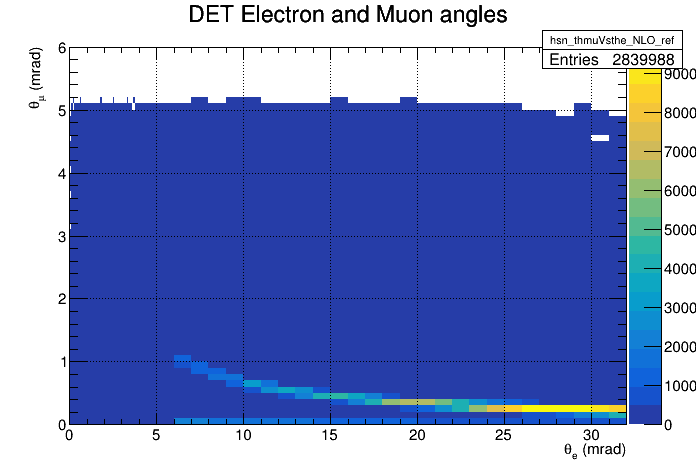 DET Electron and Muon angles
hsn_thmuVsthe_NLO_ref
Entries 2839988
θμ (mrad)
6
5
4
3
2
1
0
0 5 10 15 20 25 30
θe (mrad)
9000
8000
7000
6000
5000
4000
3000
2000
1000
0